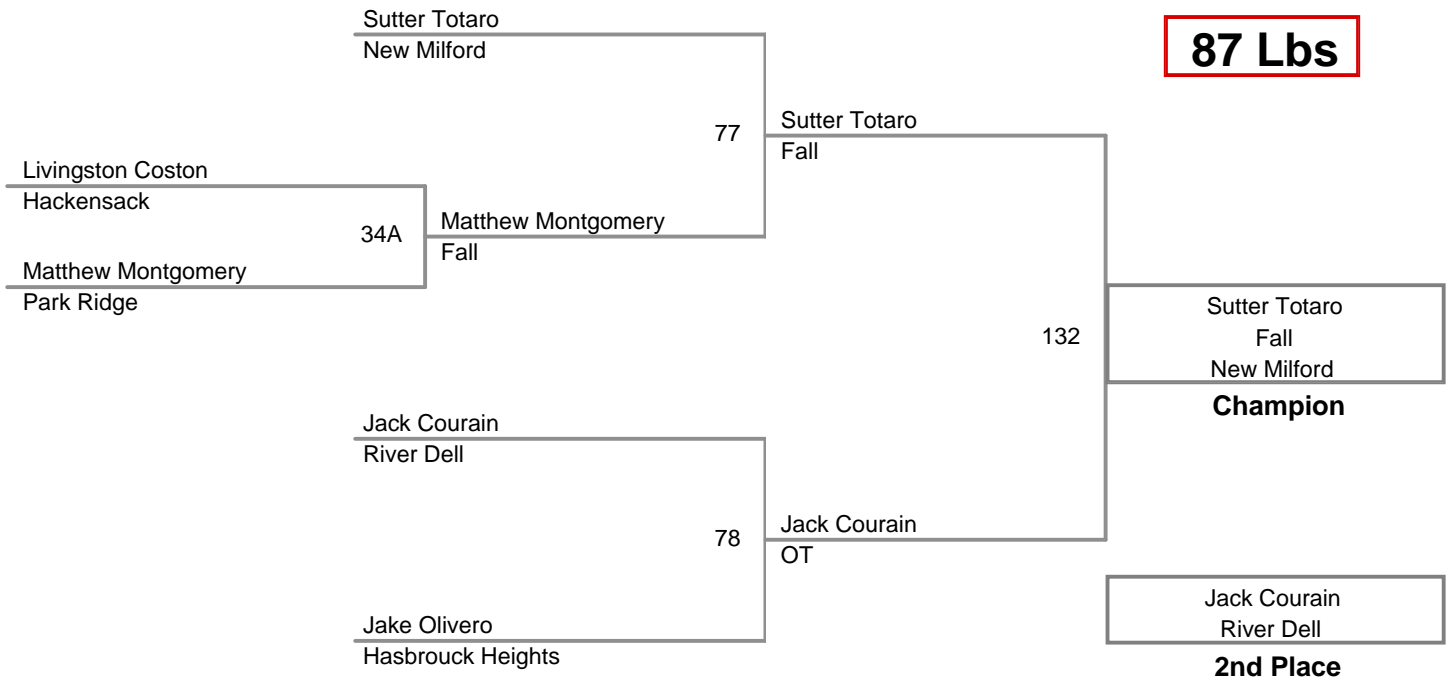 Sutter Totaro
New Milford
87 Lbs
77
Sutter Totaro
Fall
Livingston Coston
Hackensack
34A
Matthew Montgomery
Fall
Matthew Montgomery
Park Ridge
132
Sutter Totaro
Fall
New Milford
Champion
Jack Courain
River Dell
78
Jack Courain
OT
Jake Olivero
Hasbrouck Heights
Jack Courain
River Dell
2nd Place